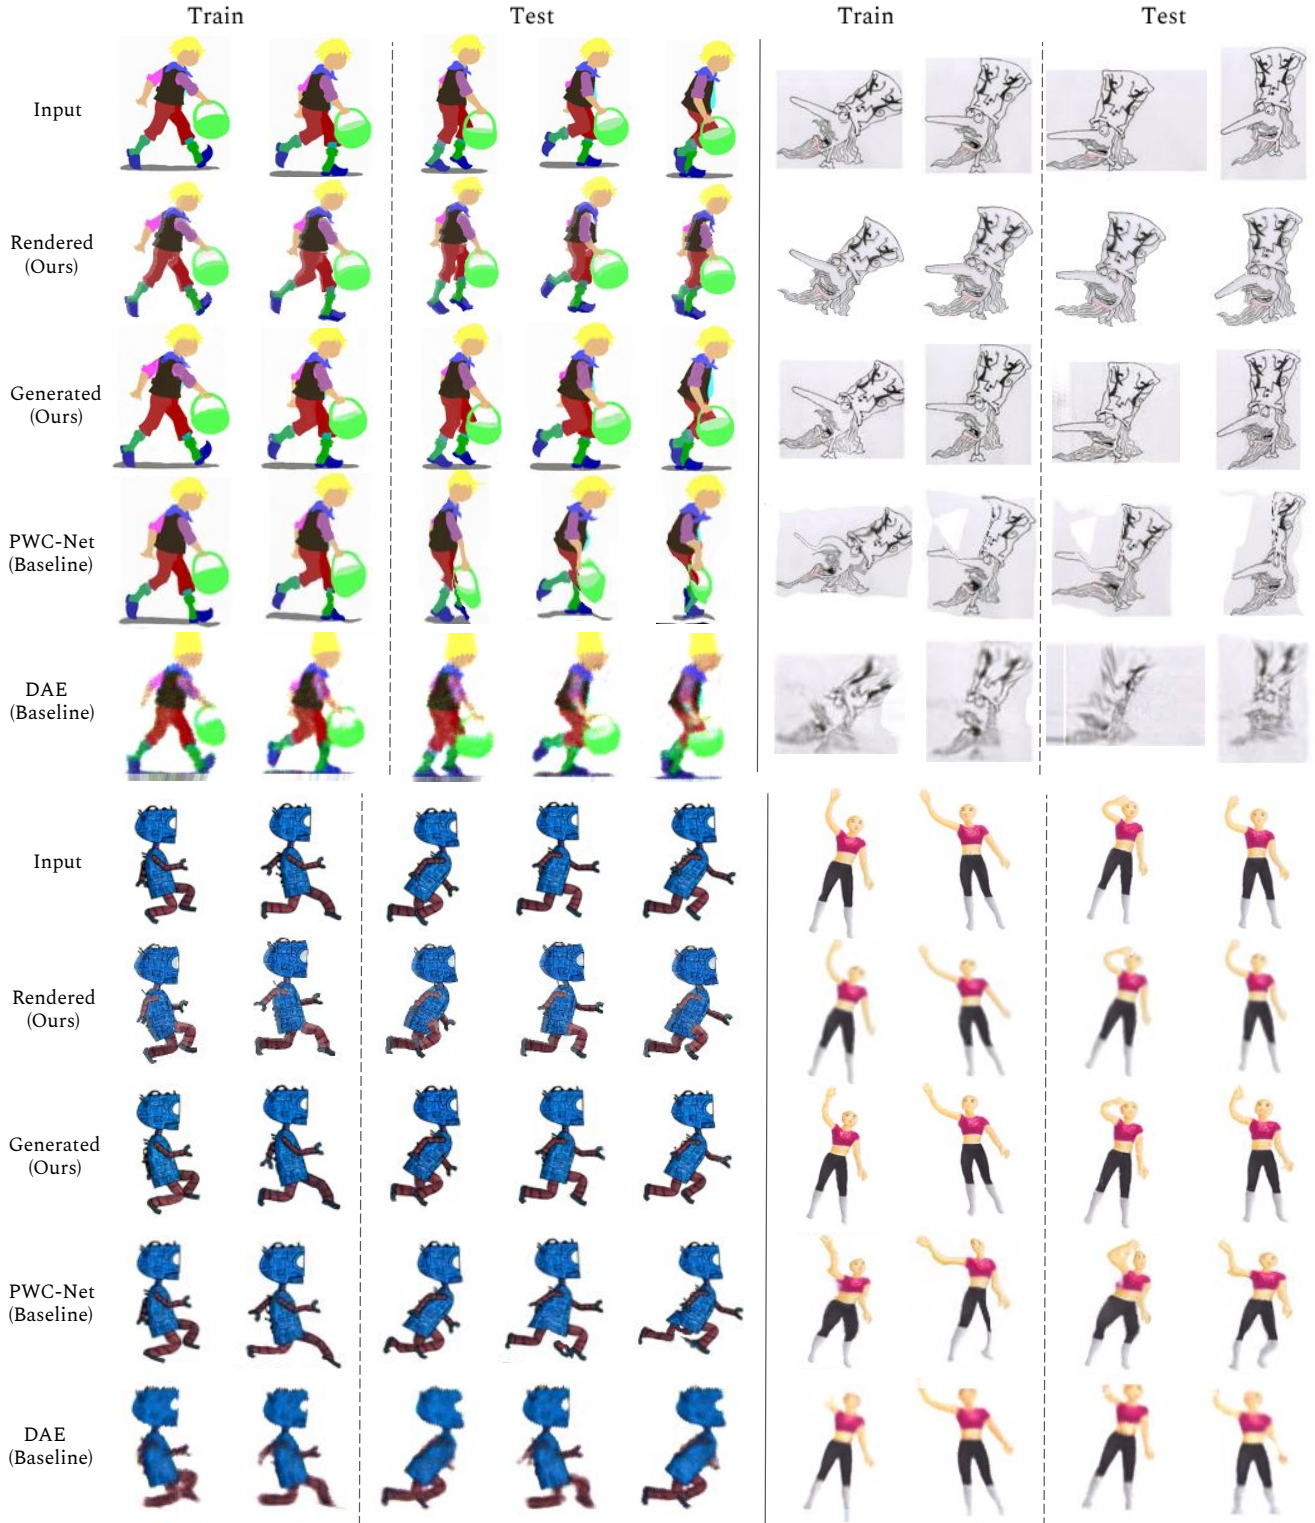 Train
Test
Train
Test
Input
Rendered
(Ours)
Generated
(Ours)
PWC-Net
(Baseline)
DAE
(Baseline)
Input
Rendered
(Ours)
Generated
(Ours)
PWC-Net
(Baseline)
DAE
(Baseline)